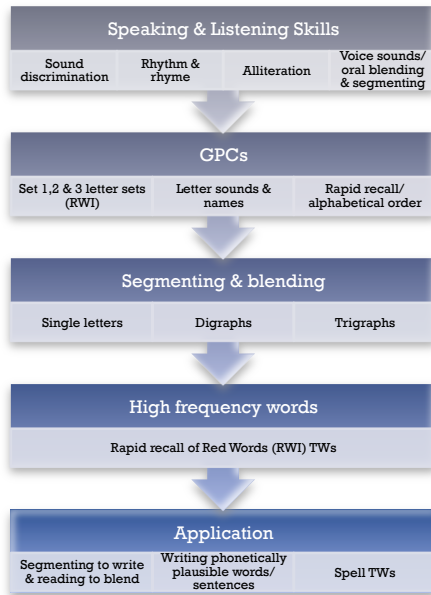 Speaking & Listening Skills
Sound discrimination
Rhythm & rhyme
Alliteration
Voice sounds/ oral blending & segmenting
GPCs
Set 1,2 & 3 letter sets (RWI)
Letter sounds & names
Rapid recall/ alphabetical order
Segmenting & blending
Single letters
Digraphs
Trigraphs
High frequency words
Rapid recall of Red Words (RWI) TWs
Application
Segmenting to write & reading to blend
Writing phonetically plausible words/ sentences
Spell TWs